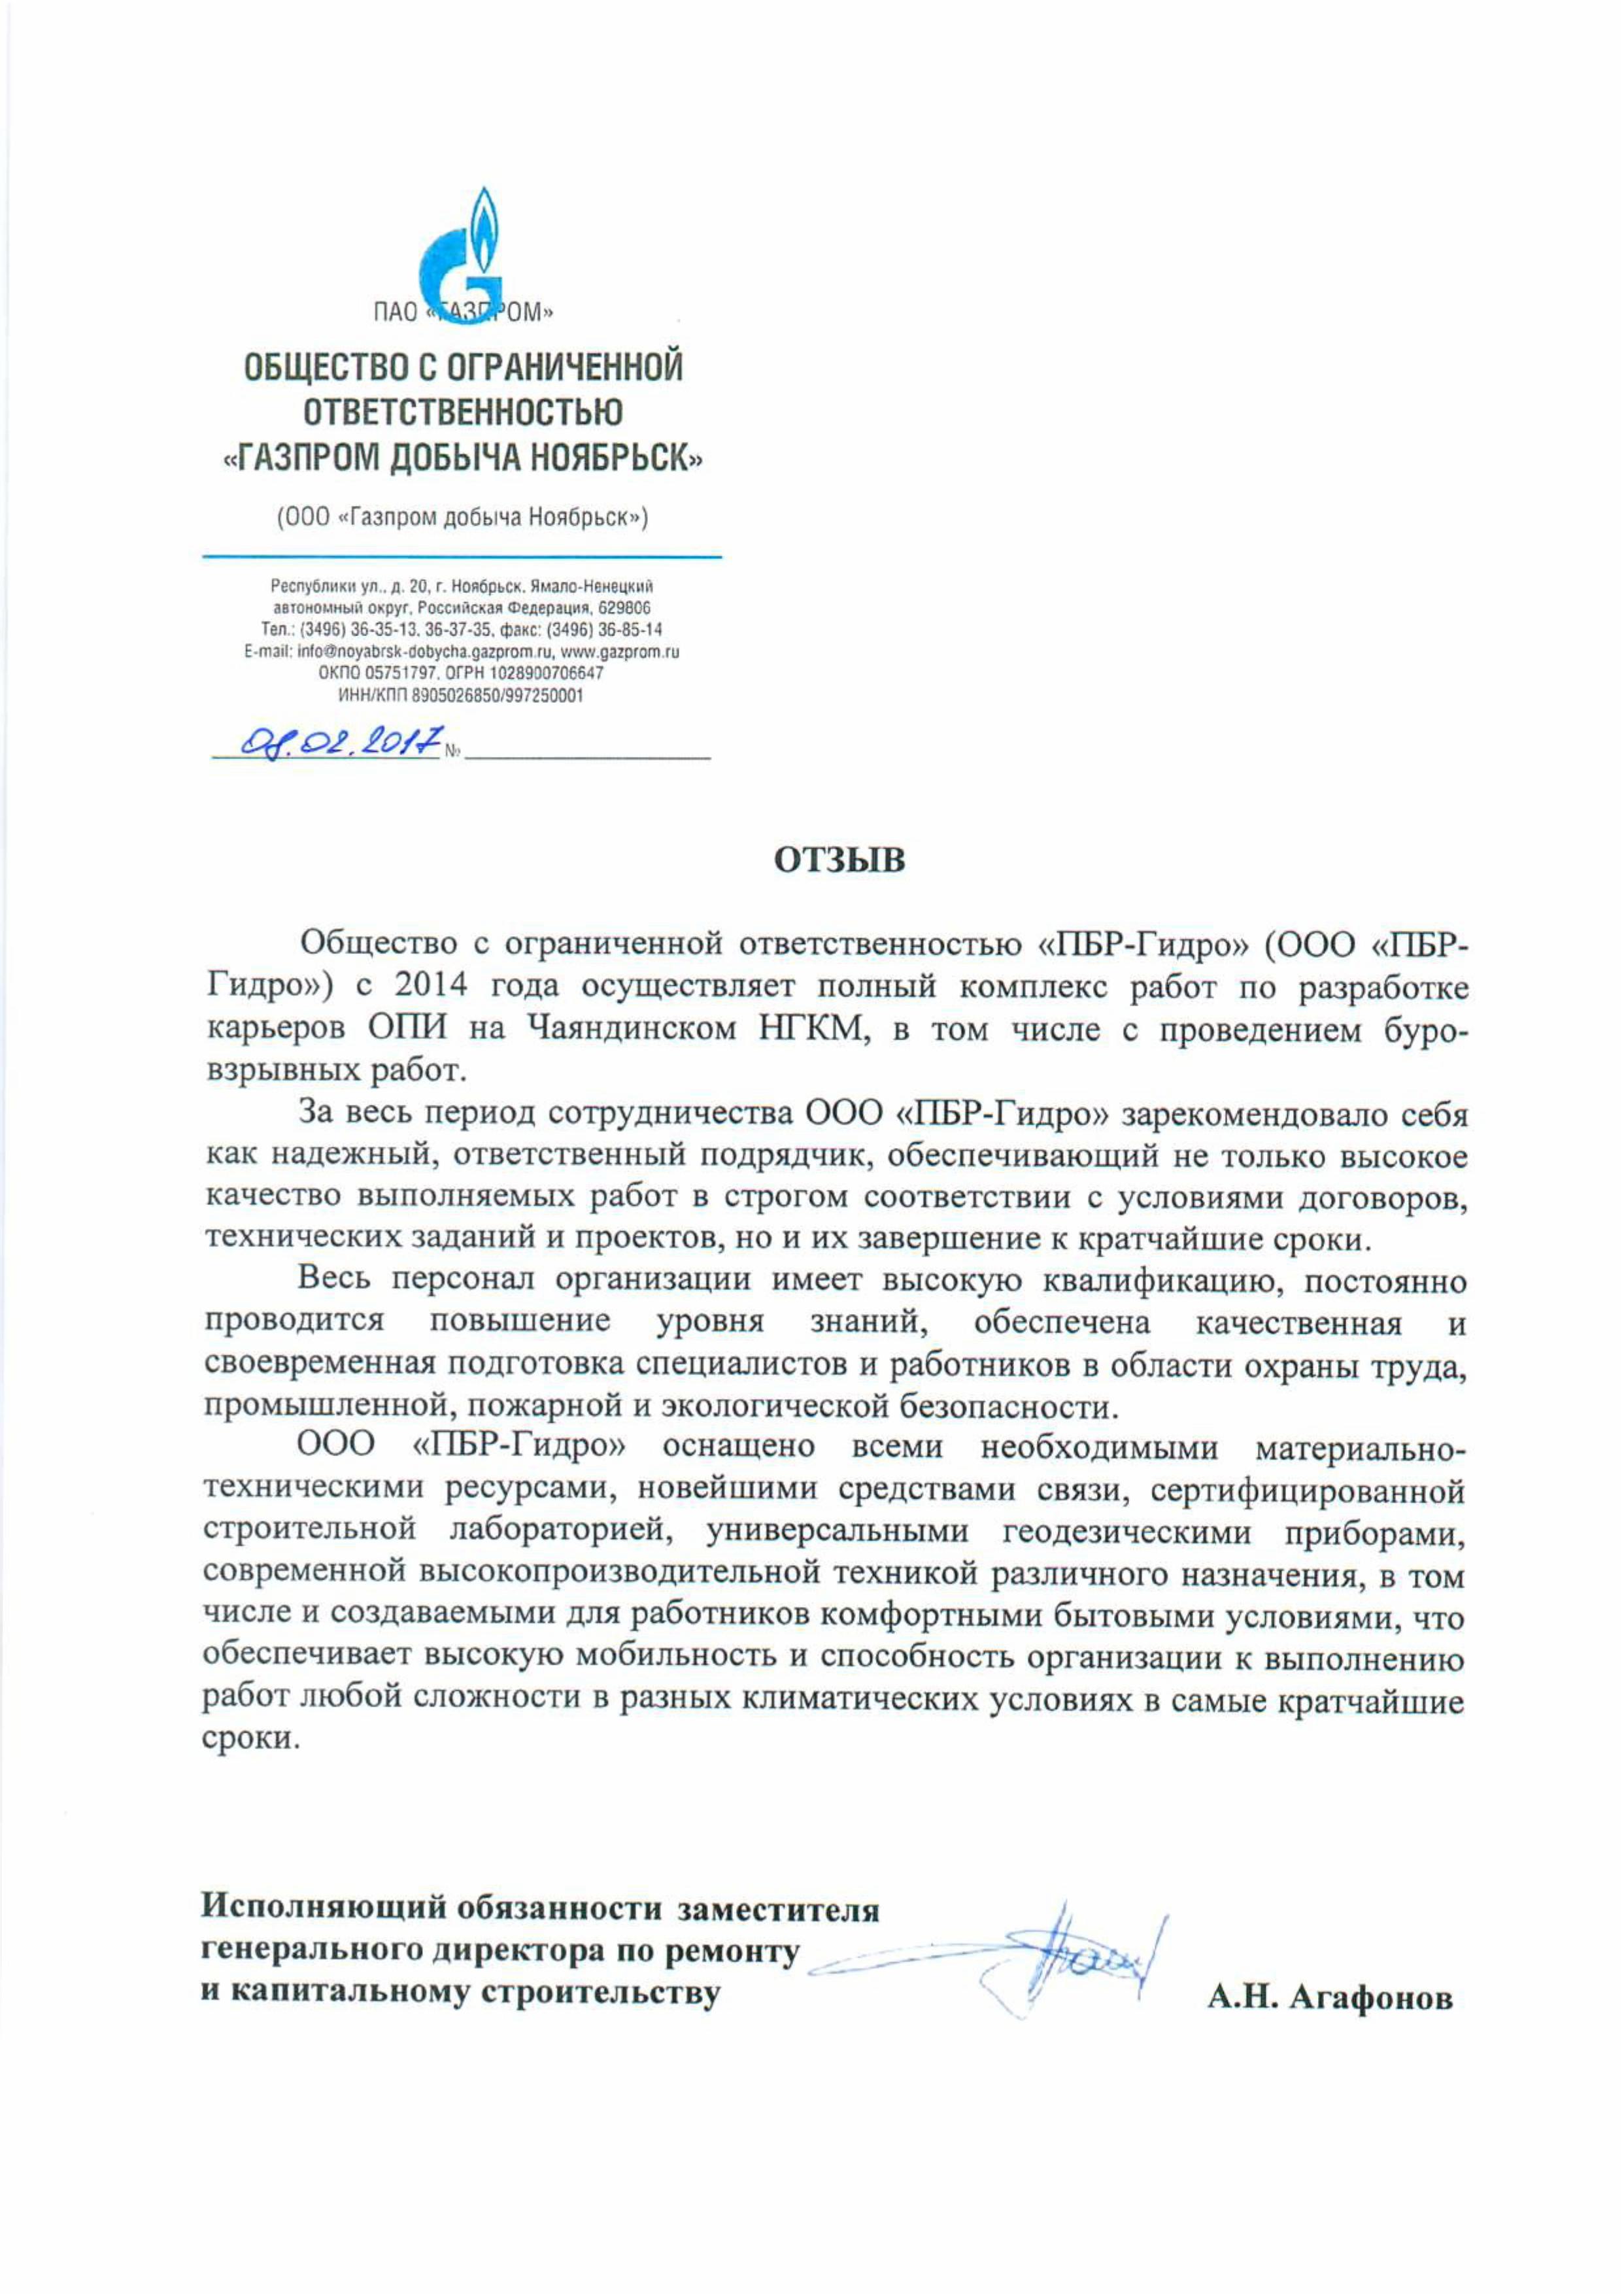 ПАО «ГАЗПРОМ»
ОБЩЕСТВО С ОГРАНИЧЕННОЙ
ОТВЕТСТВЕННОСТЬЮ
«ГАЗПРОМ ДОБЫЧА НОЯБРЬСК»
(ООО «Газпром добыча Ноябрьск»)
Республики ул., д. 20, г. Ноябрьск, Ямало-Ненецкий
автономный округ, Российская Федерация, 629806
Тел.: (3496) 36-35-13, 36-37-35, факс: (3496) 36-85-14
E-mail: info@noyabrsk-dobycha.gazprom.ru, www.gazprom.ru
ОКПО 05751797, ОГРН 1028900706647
ИНН/КПП 8905026850/997250001
08.02.2017 №
ОТЗЫВ
Общество с ограниченной ответственностью «ПБР-Гидро» (ООО «ПБР-
Гидро») с 2014 года осуществляет полный комплекс работ по разработке
карьеров ОПИ на Чаяндинском НГКМ, в том числе с проведением буро-
взрывных работ.
За весь период сотрудничества ООО «ПБР-Гидро» зарекомендовало себя
как надежный, ответственный подрядчик, обеспечивающий не только высокое
качество выполняемых работ в строгом соответствии с условиями договоров,
технических заданий и проектов, но и их завершение к кратчайшие сроки.
Весь персонал организации имеет высокую квалификацию, постоянно
проводится повышение уровня знаний, обеспечена качественная и
своевременная подготовка специалистов и работников в области охраны труда,
промышленной, пожарной и экологической безопасности.
ООО «ПБР-Гидро» оснащено всеми необходимыми материально-
техническими ресурсами, новейшими средствами связи, сертифицированной
строительной лабораторией, универсальными геодезическими приборами,
современной высокопроизводительной техникой различного назначения, в том
числе и создаваемыми для работников комфортными бытовыми условиями, что
обеспечивает высокую мобильность и способность организации к выполнению
работ любой сложности в разных климатических условиях в самые кратчайшие
сроки.
Исполняющий обязанности заместителя
генерального директора по ремонту
и капитальному строительству
А.Н. Агафонов